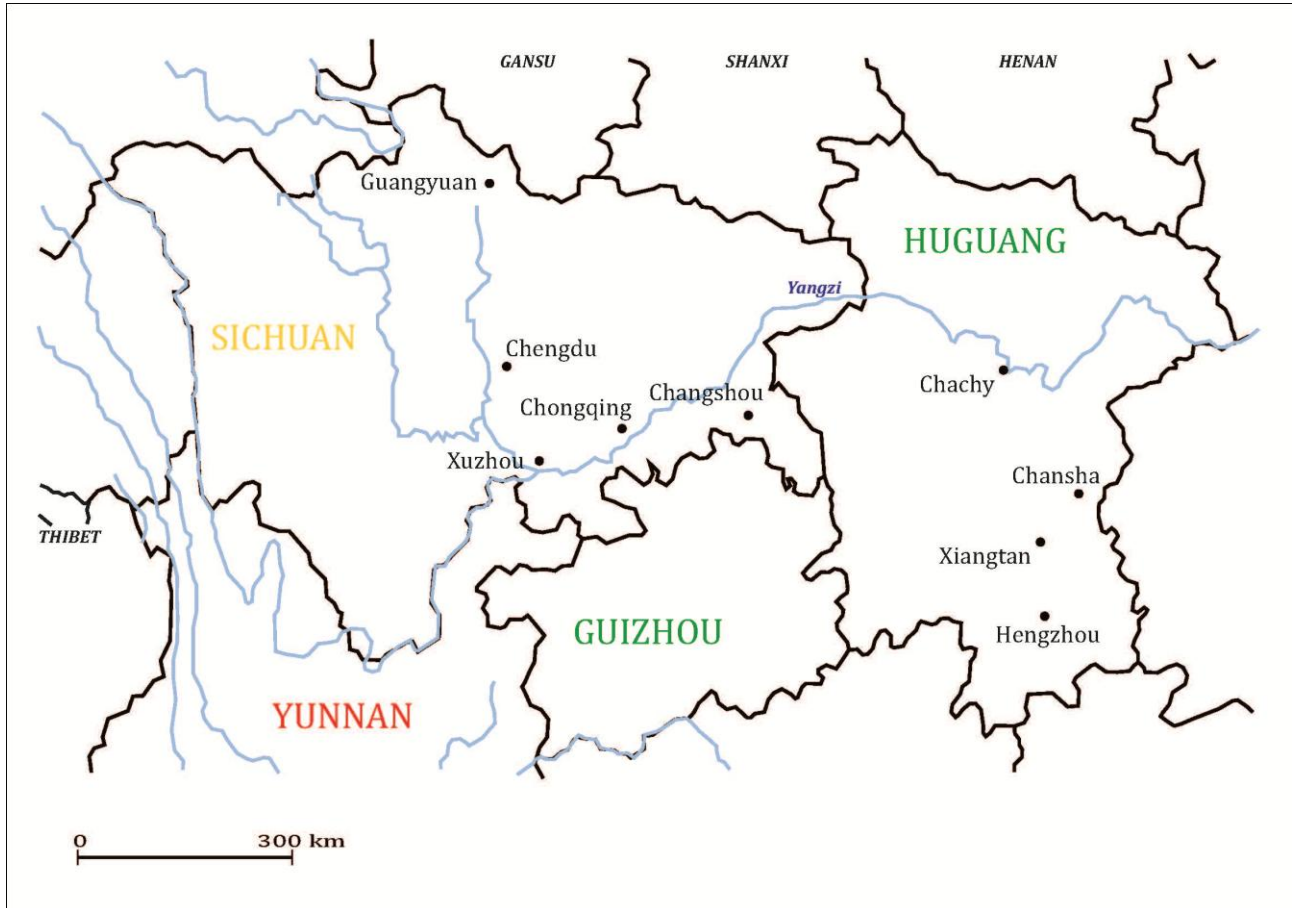 GANSU
SHANXI
HENAN
Guangyuan
HUGUANG
Yangzi
SICHUAN
Chengdu
Chachy
Changshou
Chongqing
Xuzhou
Chansha
THIBET
Xiangtan
GUIZHOU
Hengzhou
YUNNAN
0 300 km